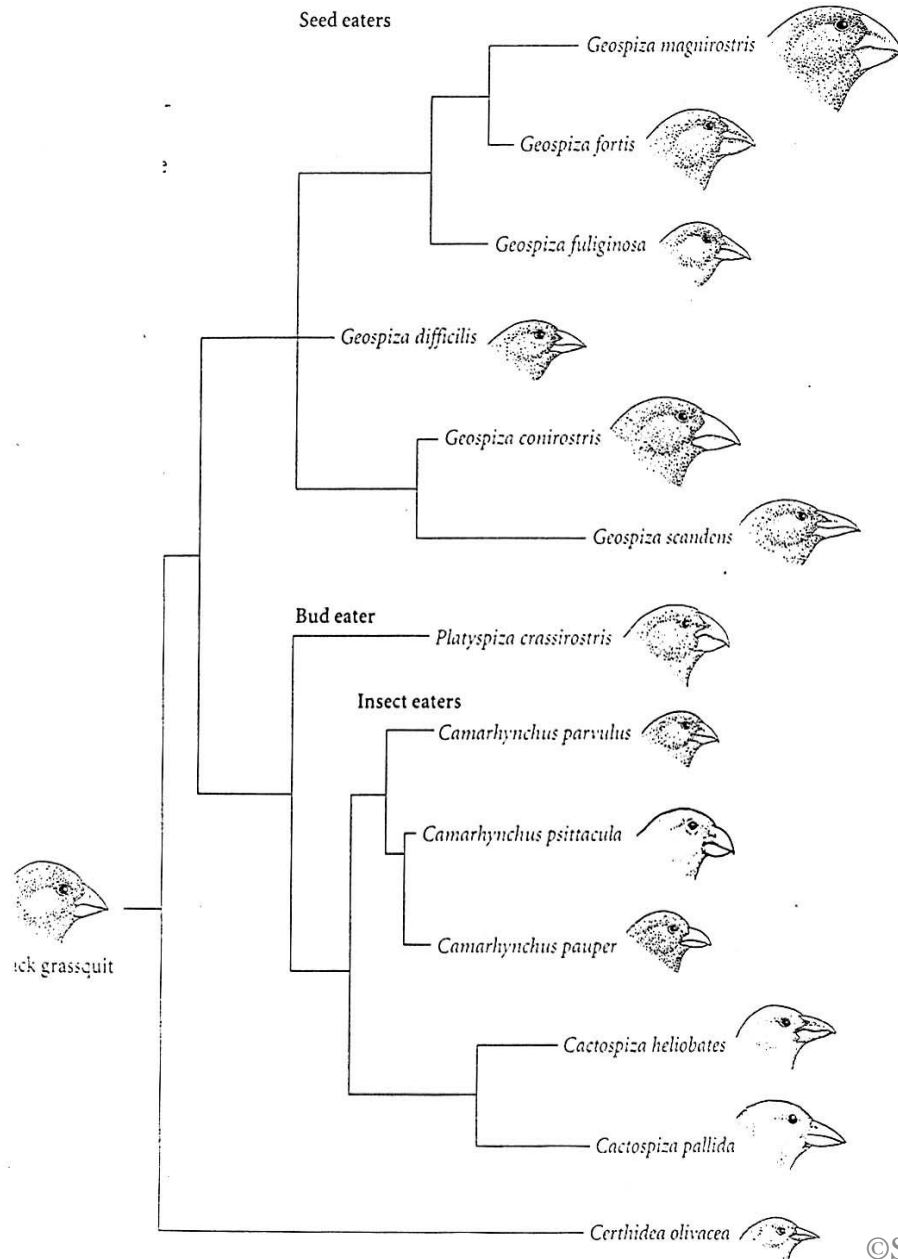 Seed eaters
Geospiza magnirostris
Geospiza fortis
Geospiza fuliginosa
Geospiza difficilis
Geospiza conirostris
Geospiza scandens
Bud eater
Platyspiza crassirostris
Insect eaters
Camarhynchus parvulus
Camarhynchus psittacula
Camarhynchus pauper
ick grassquit
Cactospiza heliobates
Cactospiza pallida
Certhidea olivacea
©S